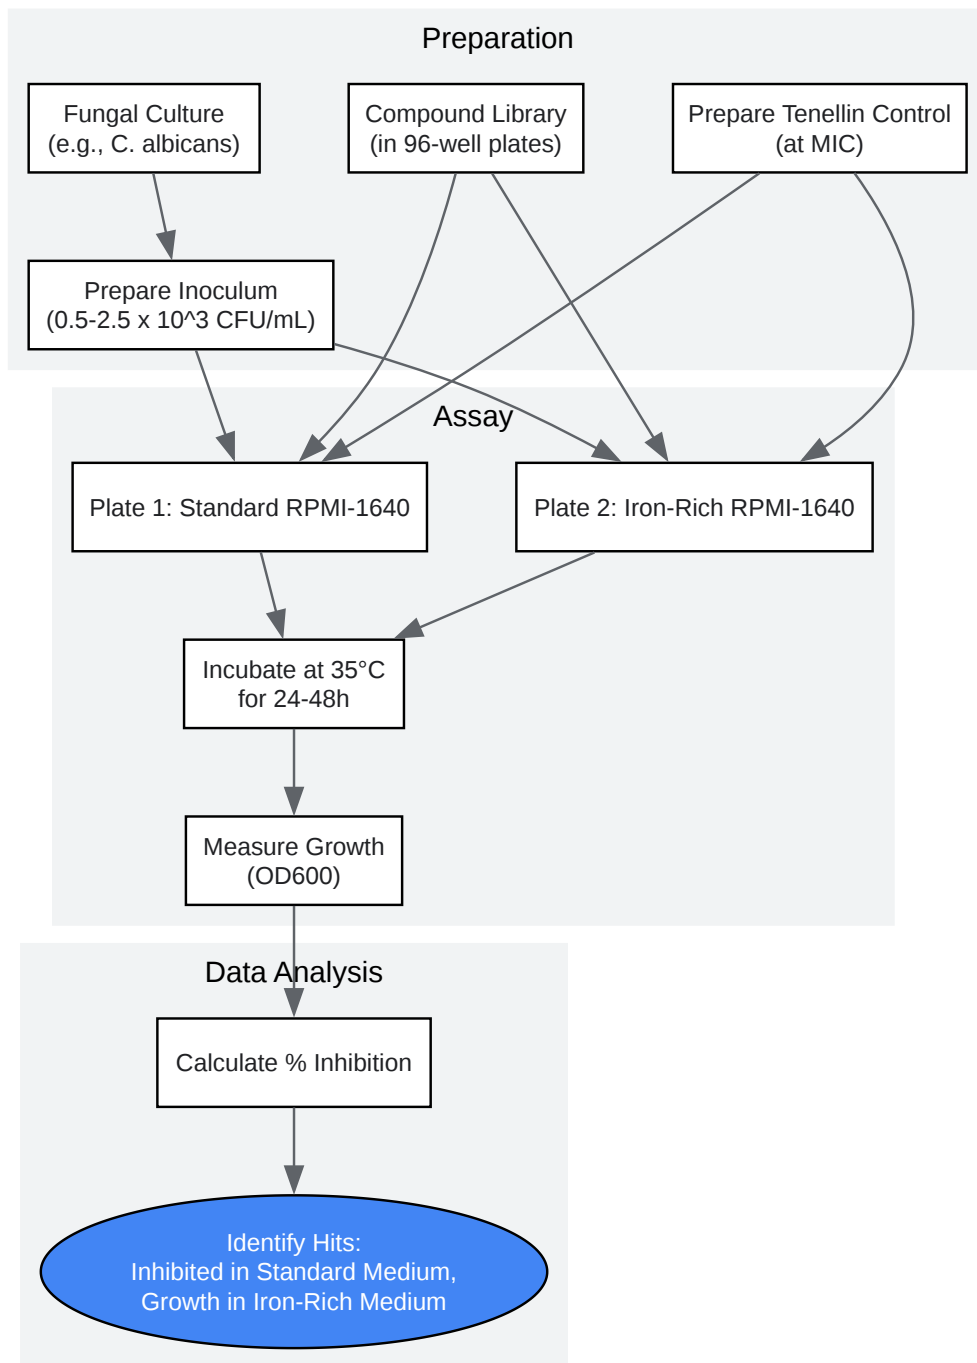 Preparation
Fungal Culture
(e.g., C. albicans)
Compound Library
(in 96-well plates)
Prepare Tenellin Control
(at MIC)
Prepare Inoculum
(0.5-2.5 x 10^3 CFU/mL)
Assay
Plate 1: Standard RPMI-1640
Plate 2: Iron-Rich RPMI-1640
Incubate at 35°C
for 24-48h
Measure Growth
(OD600)
Data Analysis
Calculate % Inhibition
Identify Hits:
Inhibited in Standard Medium,
Growth in Iron-Rich Medium